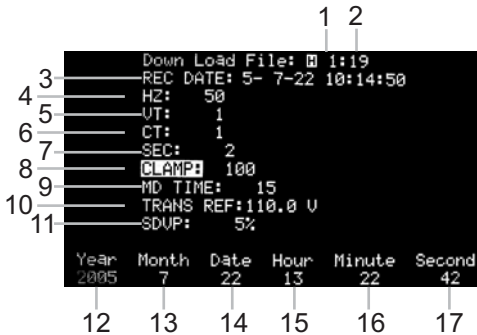 1 2
Down Load File: H 1:19
3 REC DATE: 5- 7-22 10:14:50
4 HZ: 50
5 VT: 1
6 CT: 1
7 SEC: 2
8 CLAMP: 100
9 MD TIME: 15
10 TRANS REF:110.0 V
11 SDVP: 5%
Year Month Date Hour Minute Second
2005 7 22 13 22 42
12 13 14 15 16 17